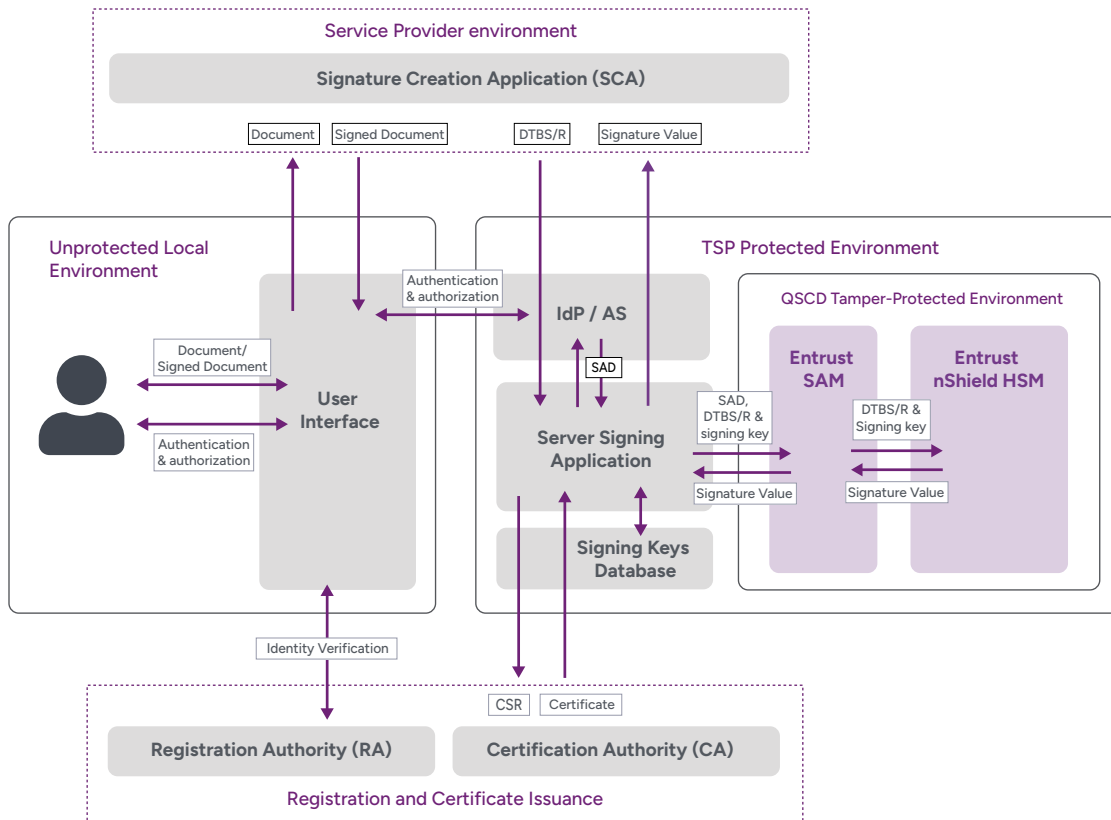 Service Provider environment
Signature Creation Application (SCA)
Document
Signed Document
DTBS/R
Signature Value
Unprotected Local
Environment
TSP Protected Environment
Authentication
& authorization
IdP / AS
QSCD Tamper-Protected Environment
Document/
Signed Document
User
Interface
Authentication
& authorization
SAD
Server Signing
Application
SAD,
DTBS/R &
signing key
Signature Value
Entrust
SAM
DTBS/R &
Signing key
Signature Value
Entrust
nShield HSM
Signing Keys
Database
Identity Verification
CSR
Certificate
Registration Authority (RA)
Certification Authority (CA)
Registration and Certificate Issuance